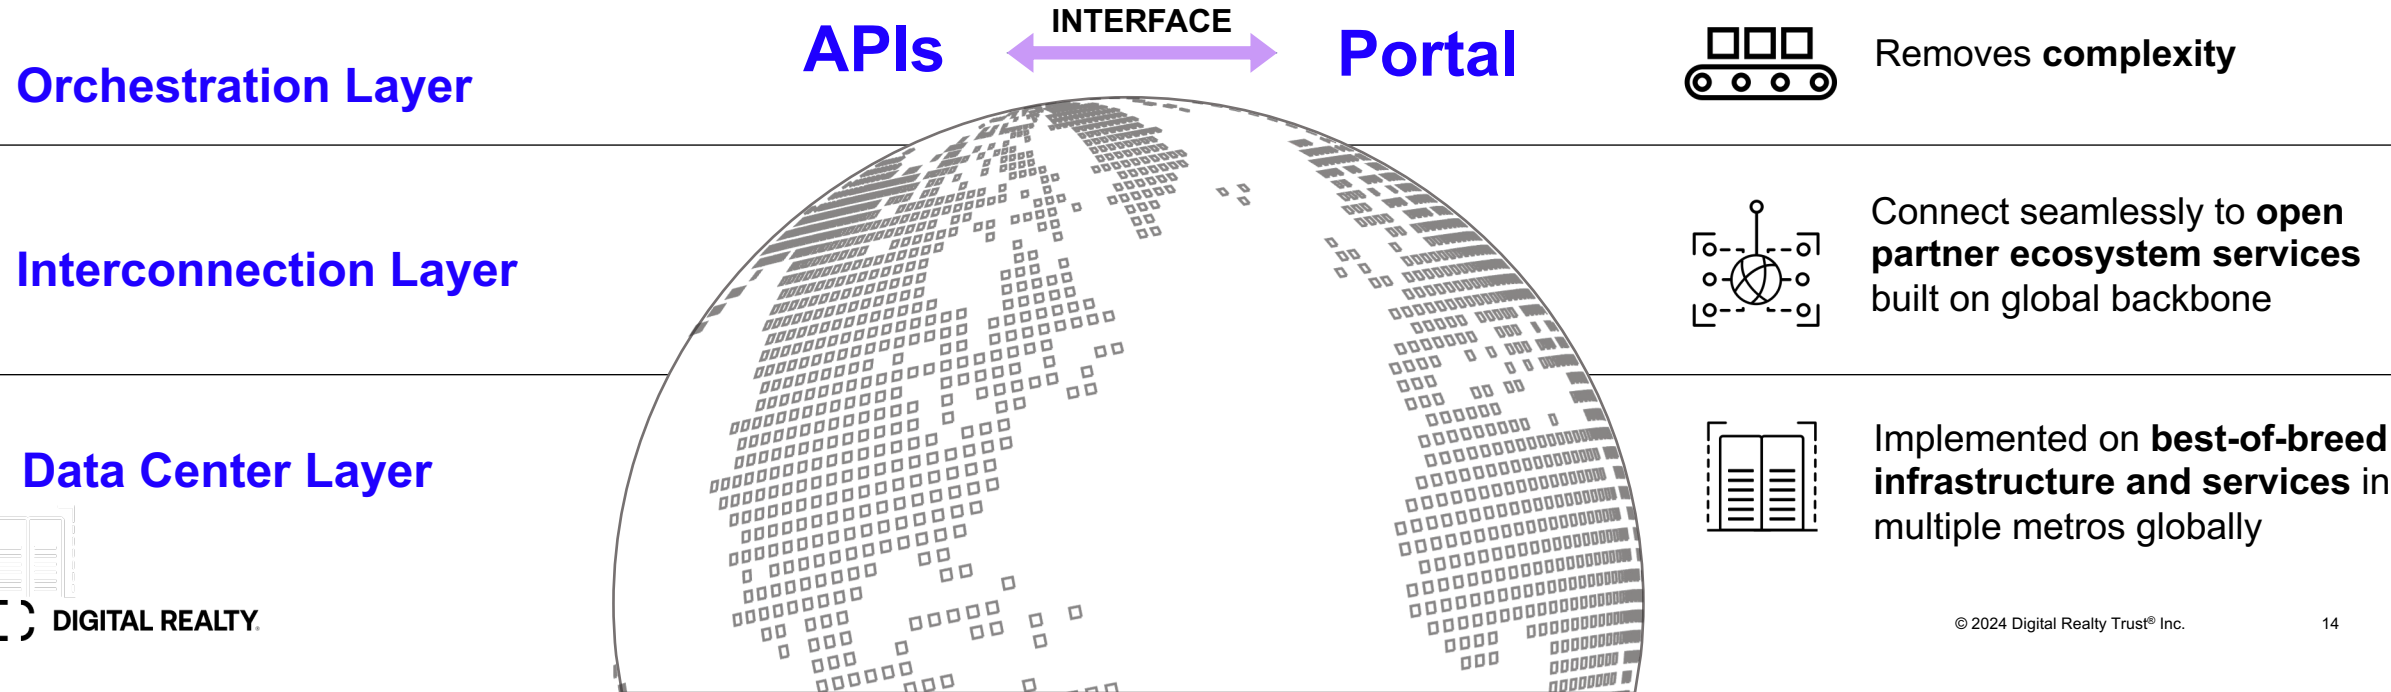 APIs
INTERFACE
Portal
Orchestration Layer
Removes complexity
Interconnection Layer
Connect seamlessly to open
partner ecosystem services
built on global backbone
Data Center Layer
Implemented on best-of-breed
infrastructure and services in
multiple metros globally
DIGITAL REALTY®
© 2024 Digital Realty Trust® Inc.
14